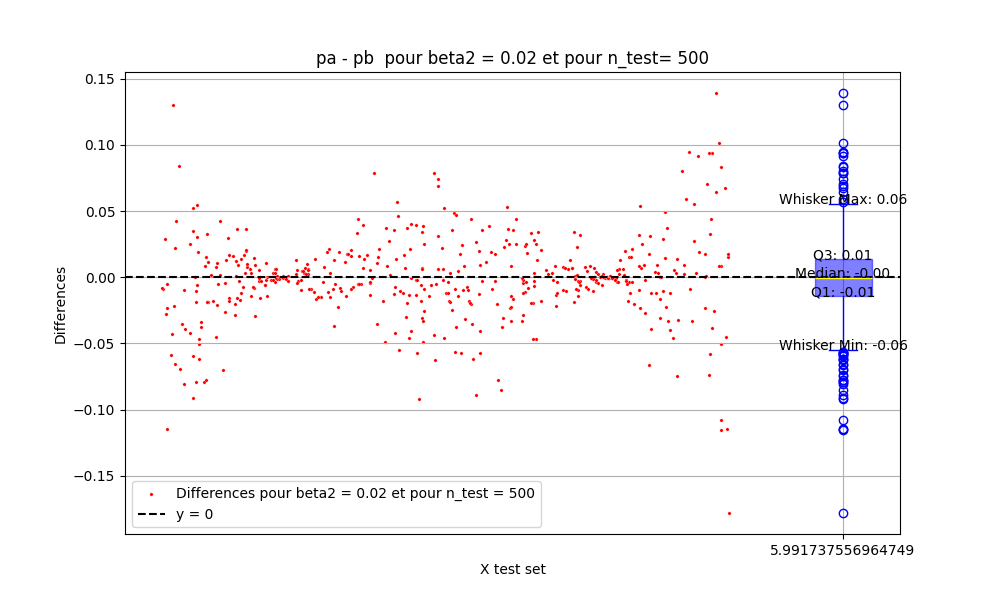 pa - pb  pour beta2 = 0.02 et pour n_test= 500
0.15
0.10
0.05
0.00
−0.05
−0.10
−0.15
Differences
Whisker Max: 0.06
Q3: 0.01
Median: -0.00
Q1: -0.01
Whisker Min: -0.06
Differences pour beta2 = 0.02 et pour n_test = 500
y = 0
5.991737556964749
X test set